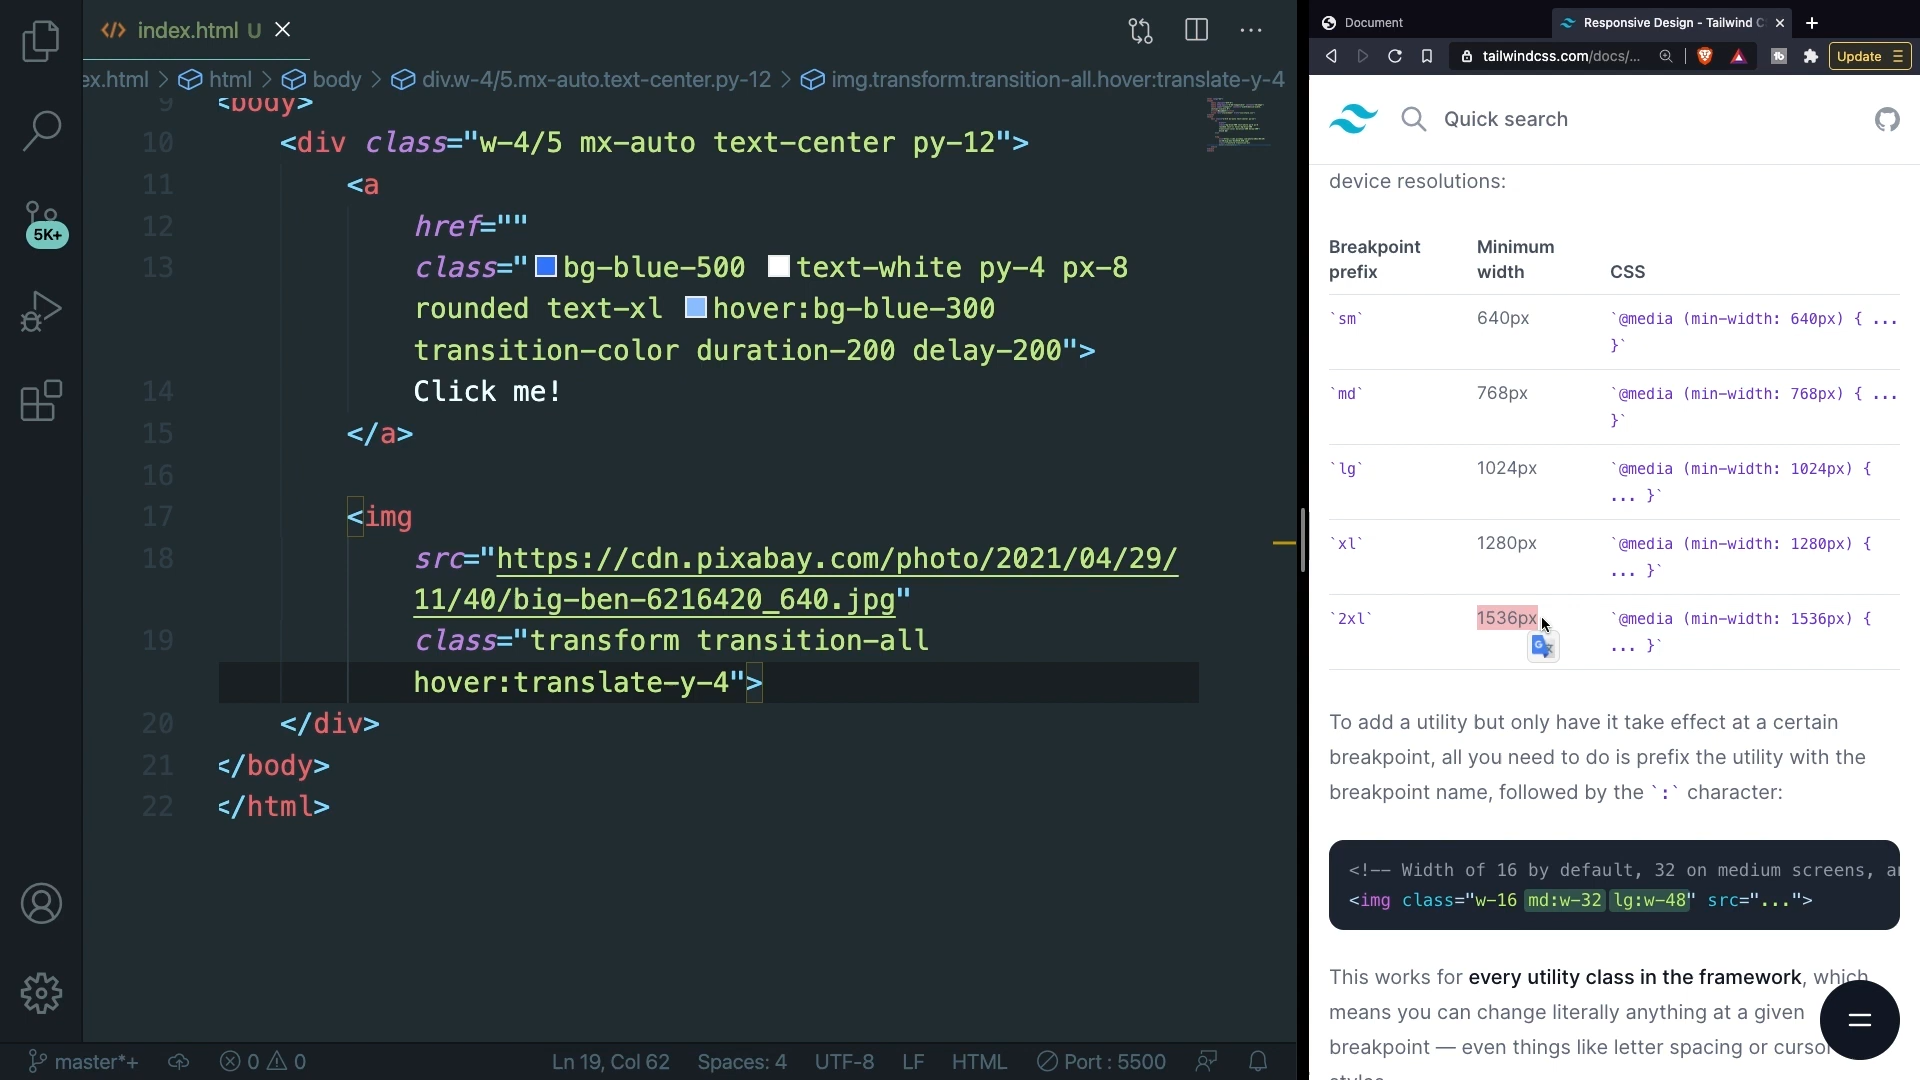 index.html U
ex.html > html > body > div.w-4/5.mx-auto.text-center.py-12 > img.transform.transition-all.hover:translate-y-4
5K+
9 <body>
10 <div class="w-4/5 mx-auto text-center py-12">
11 <a
12 href=""
13 class="bg-blue-500 text-white py-4 px-8
rounded text-xl hover:bg-blue-300
transition-color duration-200 delay-200">
14 Click me!
15 </a>
16
17 <img
18 src="https://cdn.pixabay.com/photo/2021/04/29/
11/40/big-ben-6216420_640.jpg"
19 class="transform transition-all
hover:translate-y-4">
20 </div>
21 </body>
22 </html>
master*+ 0 0 Ln 19, Col 62 Spaces: 4 UTF-8 LF HTML Port : 5500
Document
Responsive Design - Tailwind C
tailwindcss.com/docs/...
Update
Quick search
device resolutions:
Breakpoint prefix Minimum width CSS
`sm` 640px `@media (min-width: 640px) { ...
}`
`md` 768px `@media (min-width: 768px) { ...
}`
`lg` 1024px `@media (min-width: 1024px) {
... }`
`xl` 1280px `@media (min-width: 1280px) {
... }`
`2xl` 1536px `@media (min-width: 1536px) {
... }`
To add a utility but only have it take effect at a certain
breakpoint, all you need to do is prefix the utility with the
breakpoint name, followed by the `:` character:
<!-- Width of 16 by default, 32 on medium screens, a
<img class="w-16 md:w-32 lg:w-48" src="...">
This works for every utility class in the framework, which
means you can change literally anything at a given
breakpoint — even things like letter spacing or cursor